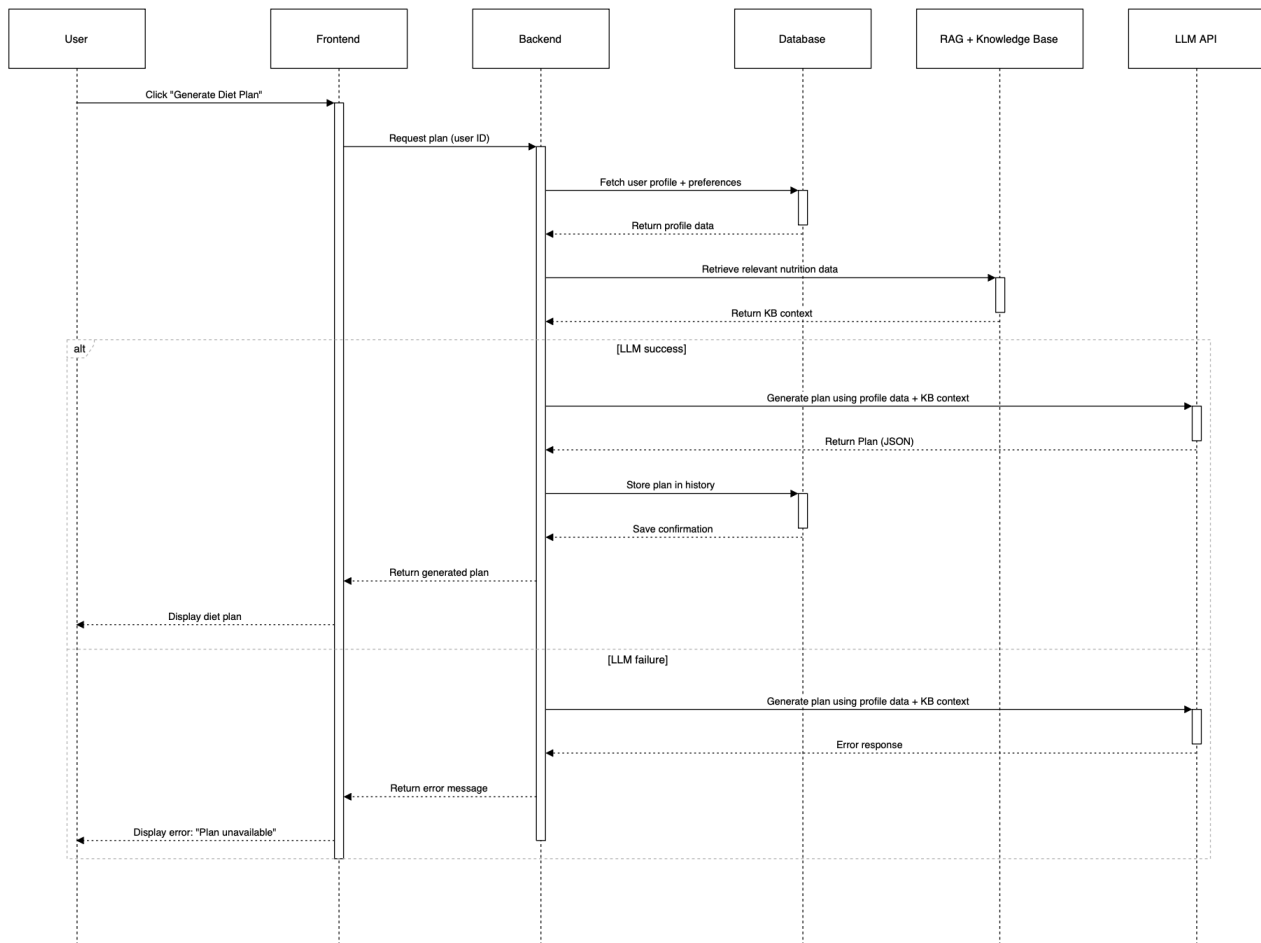 User
Frontend
Backend
Database
RAG + Knowledge Base
LLM API
Click "Generate Diet Plan"
Request plan (user ID)
Fetch user profile + preferences
Return profile data
Retrieve relevant nutrition data
Return KB context
alt
[LLM success]
Generate plan using profile data + KB context
Return Plan (JSON)
Store plan in history
Save confirmation
Return generated plan
Display diet plan
[LLM failure]
Generate plan using profile data + KB context
Error response
Return error message
Display error: "Plan unavailable"